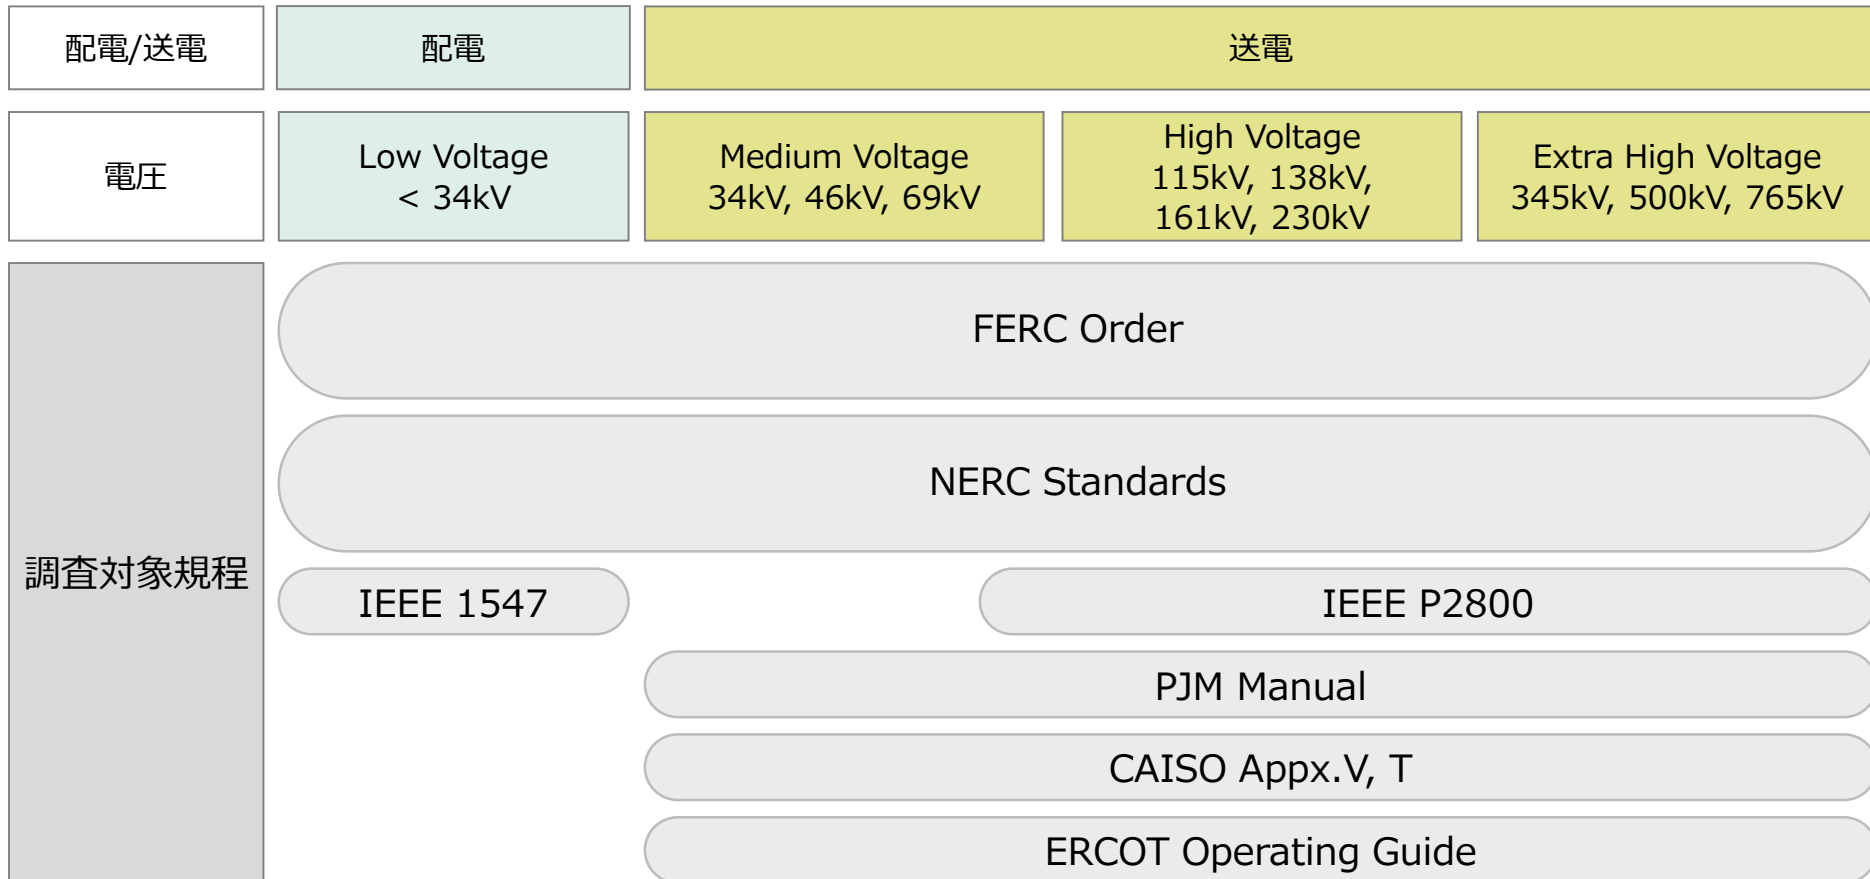 配電/送電
配電
送電
電圧
Low Voltage
< 34kV
Medium Voltage
34kV, 46kV, 69kV
High Voltage
115kV, 138kV,
161kV, 230kV
Extra High Voltage
345kV, 500kV, 765kV
調査対象規程
FERC Order
NERC Standards
IEEE 1547
IEEE P2800
PJM Manual
CAISO Appx.V, T
ERCOT Operating Guide